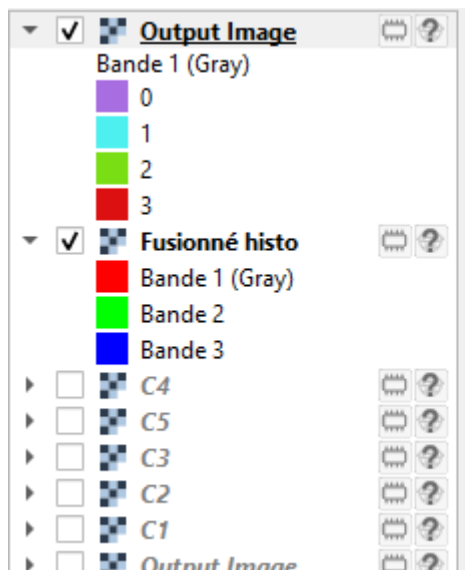 Output Image
Bande 1 (Gray)
0
1
2
3
Fusionné histo
Bande 1 (Gray)
Bande 2
Bande 3
C4
C5
C3
C2
C1
Output Image